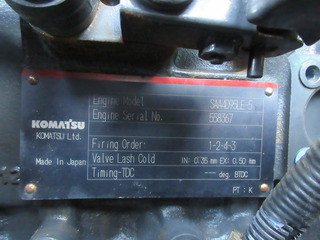 Engine Model SAA4D95LE-5
Engine Serial No. 558367
KOMATSU
KOMATSU Ltd.
Firing Order: 1-2-4-3
Made in Japan Valve Lash Cold IN: 0.35 mm EX: 0.50 mm
Timing-TDC --- deg. BTDC
PT: K